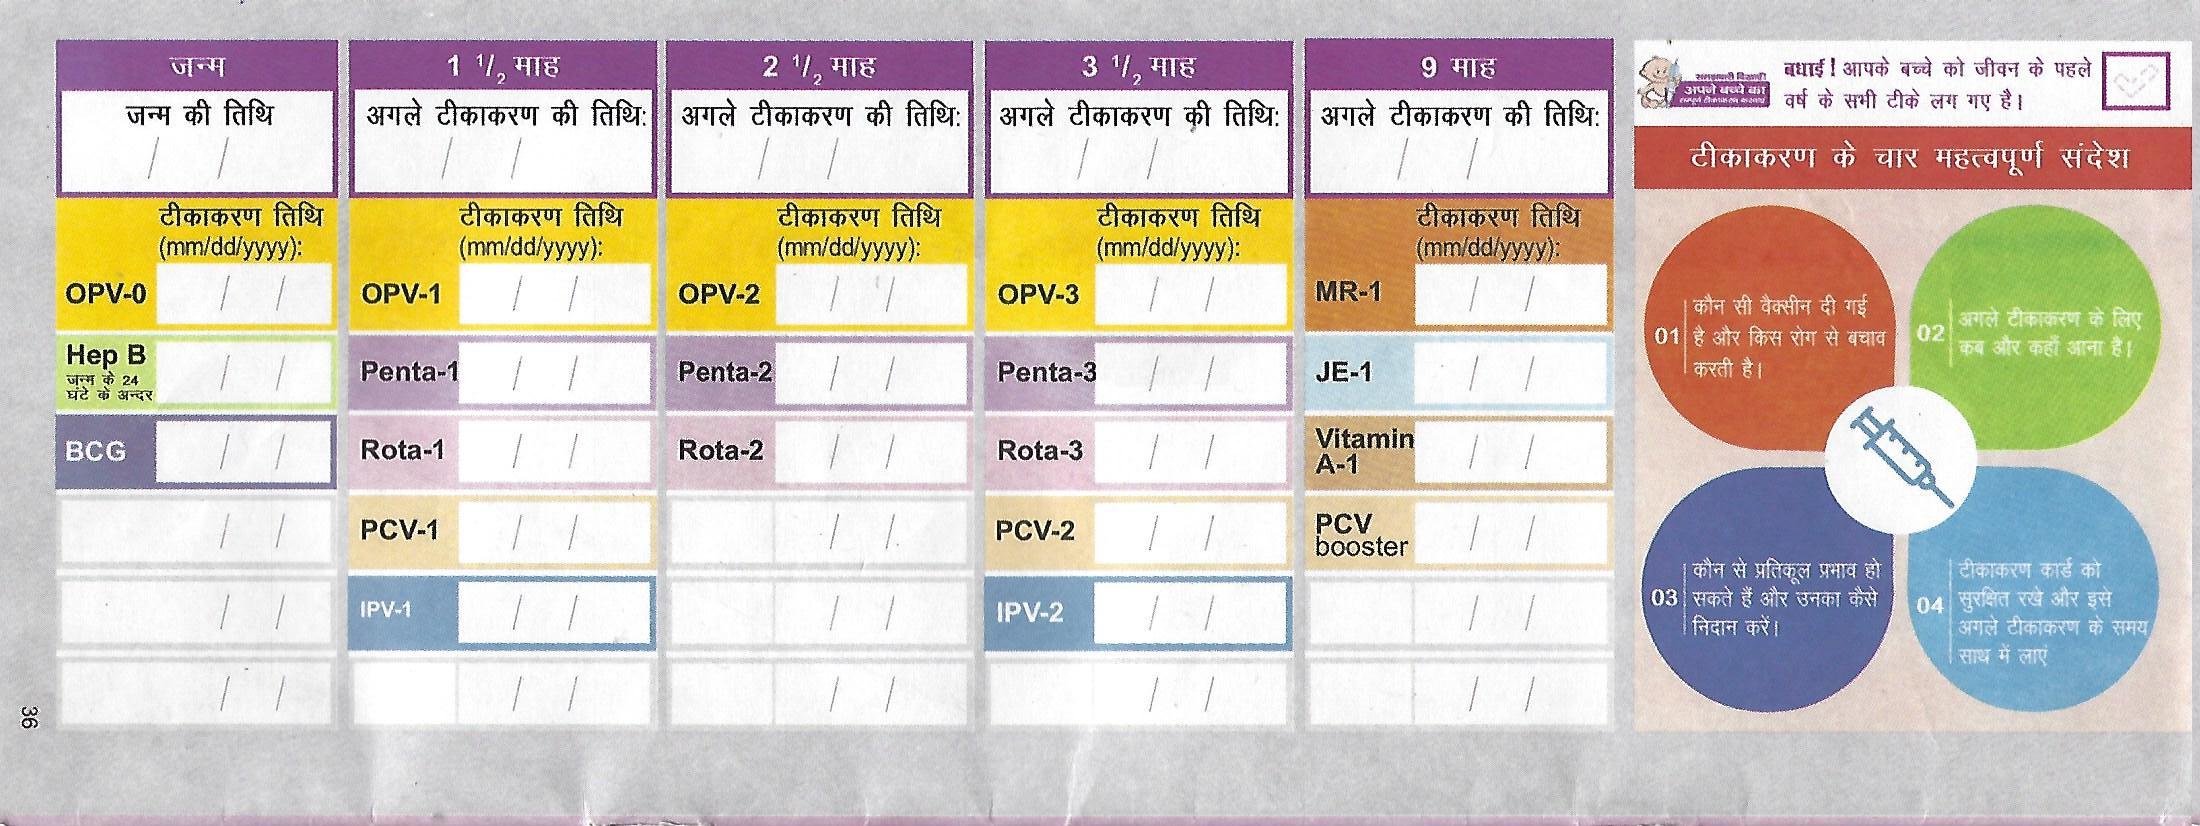 जन्म
जन्म की तिथि
/ /
टीकाकरण तिथि
(mm/dd/yyyy):
OPV-0 / /
Hep B / /
जन्म के 24
घंटे के अन्दर
BCG / /
/ /
/ /
/ /
1 1/2 माह
अगले टीकाकरण की तिथि:
/ /
टीकाकरण तिथि
(mm/dd/yyyy):
OPV-1 / /
Penta-1 / /
Rota-1 / /
PCV-1 / /
IPV-1 / /
/ /
2 1/2 माह
अगले टीकाकरण की तिथि:
/ /
टीकाकरण तिथि
(mm/dd/yyyy):
OPV-2 / /
Penta-2 / /
Rota-2 / /
/ /
/ /
/ /
3 1/2 माह
अगले टीकाकरण की तिथि:
/ /
टीकाकरण तिथि
(mm/dd/yyyy):
OPV-3 / /
Penta-3 / /
Rota-3 / /
PCV-2 / /
IPV-2 / /
/ /
9 माह
अगले टीकाकरण की तिथि:
/ /
टीकाकरण तिथि
(mm/dd/yyyy):
MR-1 / /
JE-1 / /
Vitamin
A-1 / /
PCV
booster / /
/ /
/ /
समझदारी दिखाएँ
अपने बच्चे का
सम्पूर्ण टीकाकरण करवाएं
बधाई! आपके बच्चे को जीवन के पहले
वर्ष के सभी टीके लग गए है।
टीकाकरण के चार महत्वपूर्ण संदेश
01
कौन सी वैक्सीन दी गई
है और किस रोग से बचाव
करती है।
02
अगले टीकाकरण के लिए
कब और कहाँ आना है।
03
कौन से प्रतिकूल प्रभाव हो
सकते हैं और उनका कैसे
निदान करें।
04
टीकाकरण कार्ड को
सुरक्षित रखे और इसे
अगले टीकाकरण के समय
साथ में लाएं
36